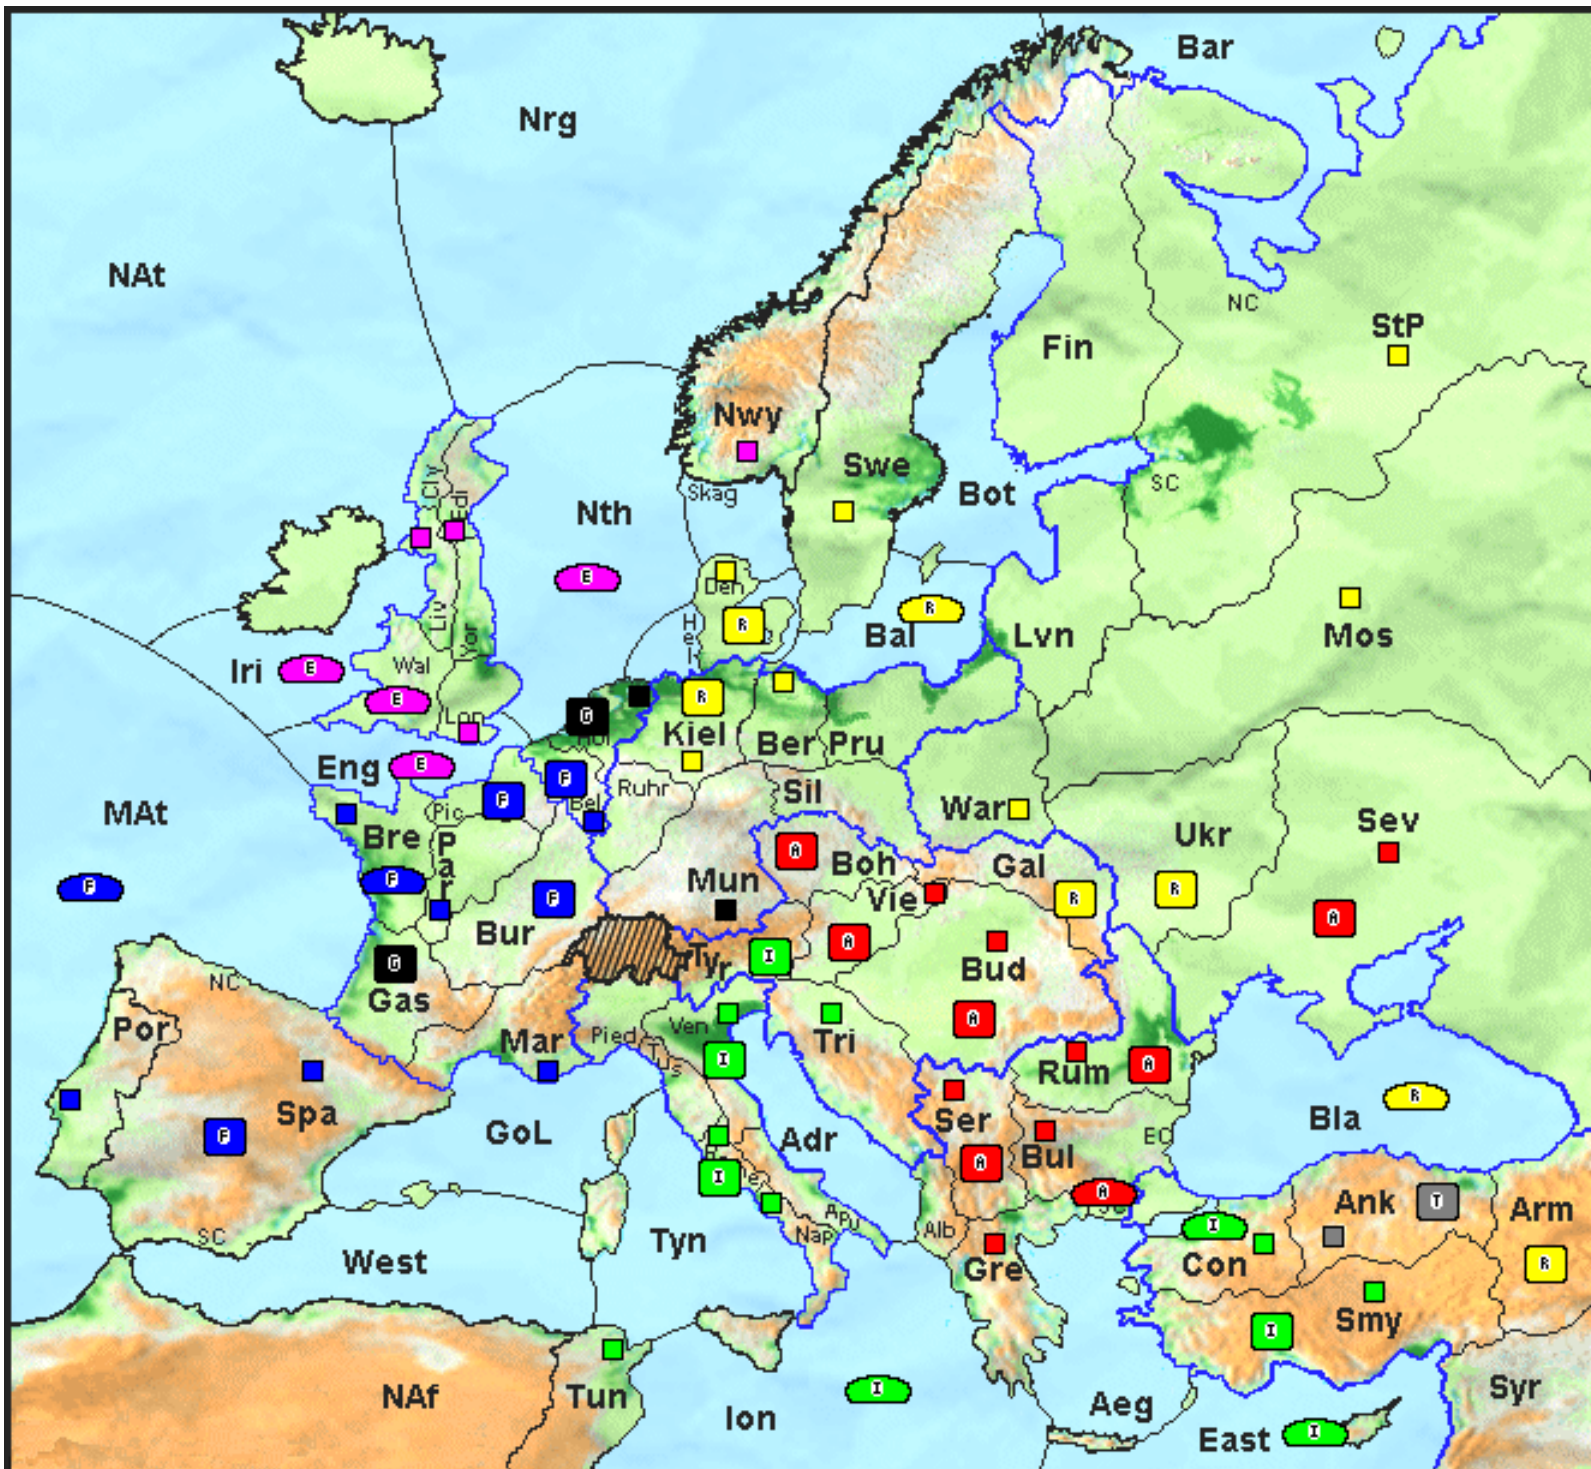 Bar
Nrg
NAt
NC
StP
Fin
Nwy
Swe
Skag
SC
Bot
Cly
Edi
Nth
E
Den
R
Hel
Bal
Lvn
Mos
Liv
Yor
Wal
Iri
E
E
R
R
Lon
G
Hol
Kiel
Ber
Pru
Eng
E
F
F
Ruhr
Sil
War
MAt
Pic
Bel
Bre
Par
A
Boh
Gal
Ukr
Sev
F
F
F
Mun
Vie
R
R
A
Bur
A
I
Tyr
Bud
G
Gas
NC
Por
Mar
Pied
Ven
Tus
Tri
A
I
Rum
A
Spa
F
GoL
Adr
Ser
Bul
EC
Bla
R
I
A
A
Ank
T
Arm
SC
West
Tyn
Nap
Apu
Alb
Gre
I
Con
R
Smy
I
NAf
Tun
Ion
I
Aeg
East
I
Syr